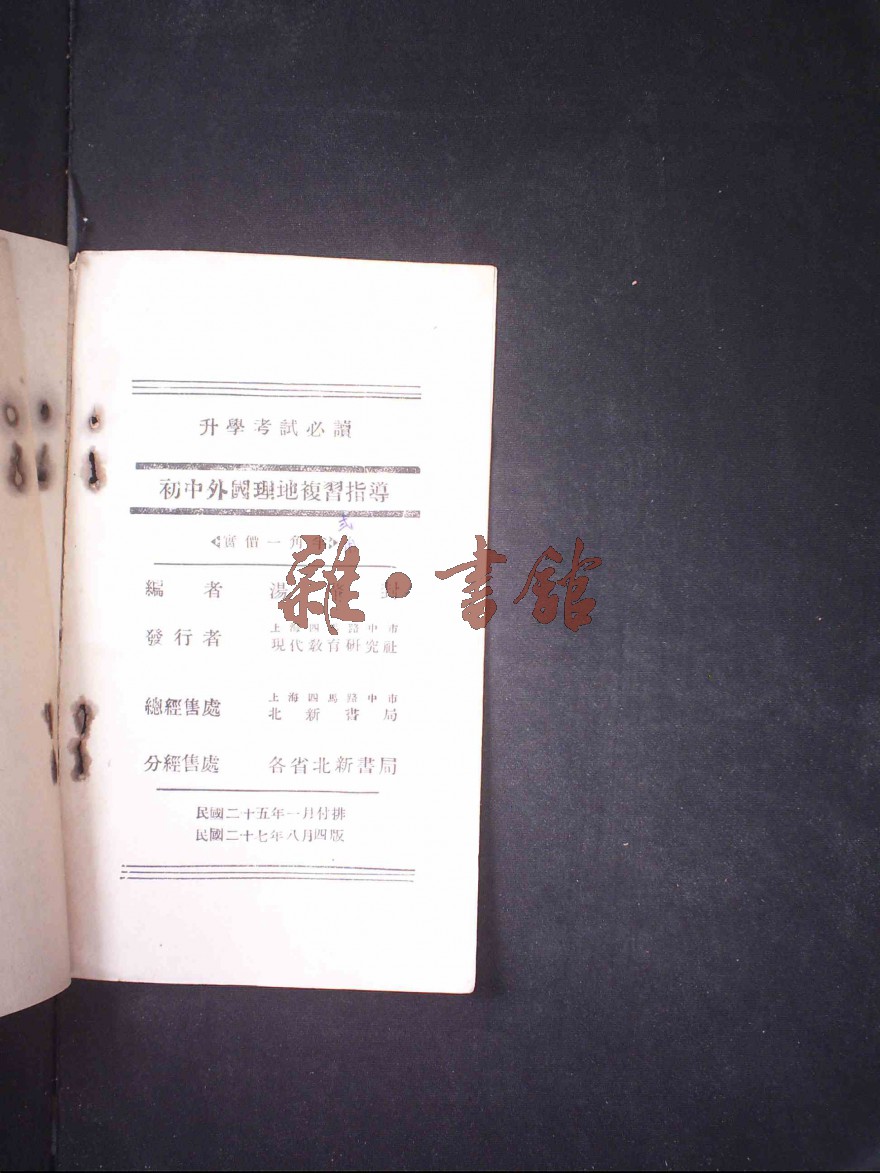 升學考試必讀
初中外國理地複習指導
實價一角
編者 湯
發行者 上海四馬路中市
現代教育研究社
總經售處 上海四馬路中市
北新書局
分經售處 各省北新書局
民國二十五年一月付排
民國二十七年八月四版
雜·書館